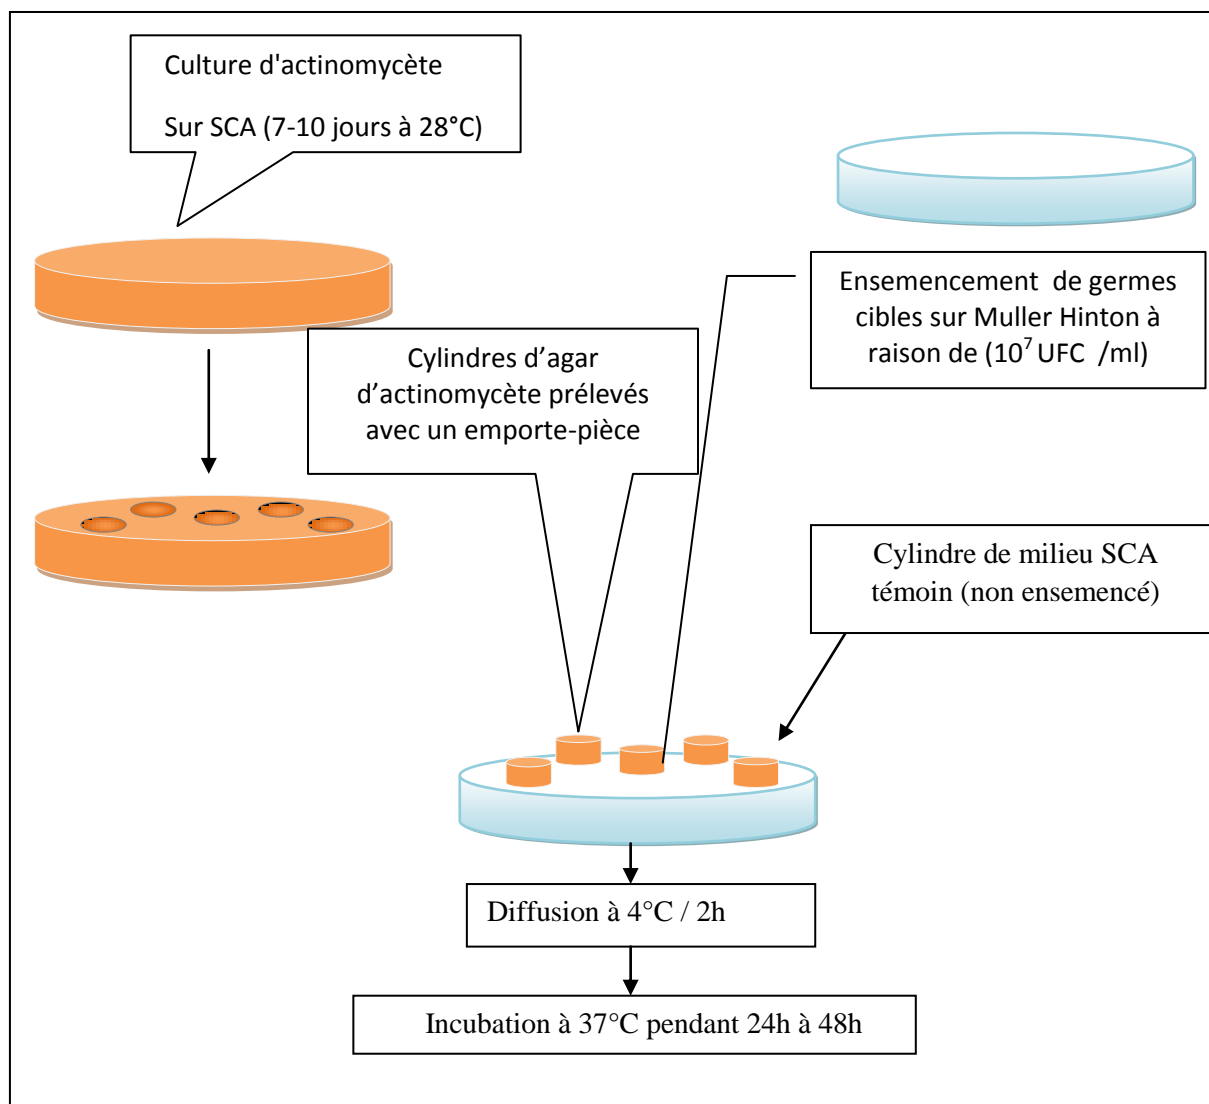 Culture d'actinomycète
Sur SCA (7-10 jours à 28°C)
Ensemencement de germes
cibles sur Muller Hinton à
raison de (10⁷ UFC /ml)
Cylindres d’agar
d’actinomycète prélevés
avec un emporte-pièce
Cylindre de milieu SCA
témoin (non ensemencé)
Diffusion à 4°C / 2h
Incubation à 37°C pendant 24h à 48h